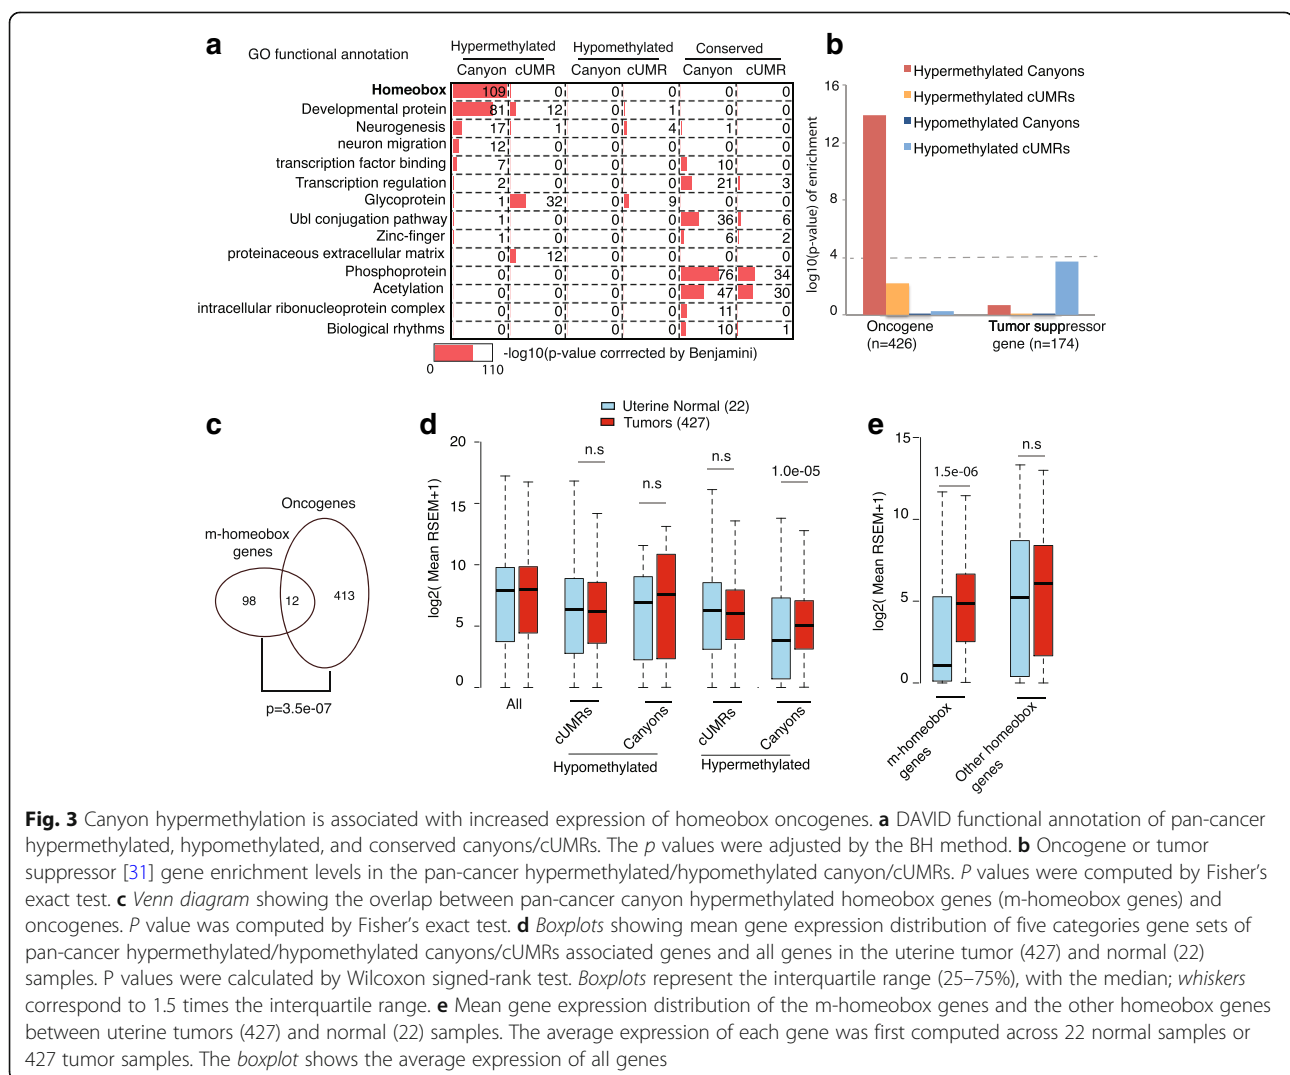 a
GO functional annotation
Hypermethylated Hypomethylated Conserved
Canyon cUMR Canyon cUMR Canyon cUMR
Homeobox 109 0 0 0 0 0
Developmental protein 81 12 0 1 0 0
Neurogenesis 17 1 0 4 1 0
neuron migration 12 0 0 0 0 0
transcription factor binding 7 0 0 0 10 0
Transcription regulation 2 0 0 0 21 3
Glycoprotein 1 32 0 9 0 0
Ubl conjugation pathway 1 0 0 0 36 6
Zinc-finger 1 0 0 0 6 2
proteinaceous extracellular matrix 0 12 0 0 0 0
Phosphoprotein 0 0 0 0 76 34
Acetylation 0 0 0 0 47 30
intracellular ribonucleoprotein complex 0 0 0 0 11 0
Biological rhythms 0 0 0 0 10 1
-log10(p-value corrrected by Benjamini)
0 110
b
Hypermethylated Canyons
Hypermethylated cUMRs
Hypomethylated Canyons
Hypomethylated cUMRs
log10(p-value) of enrichment
16
12
8
4
0
Oncogene
(n=426)
Tumor suppressor
gene (n=174)
c
Oncogenes
m-homeobox
genes
98 12 413
p=3.5e-07
d
Uterine Normal (22)
Tumors (427)
log2( Mean RSEM+1)
20
15
10
5
0
n.s
n.s
n.s
1.0e-05
All
cUMRs
Canyons
cUMRs
Canyons
Hypomethylated
Hypermethylated
e
log2( Mean RSEM+1)
15
10
5
0
1.5e-06
n.s
m-homeobox
genes
Other homeobox
genes
Fig. 3 Canyon hypermethylation is associated with increased expression of homeobox oncogenes. a DAVID functional annotation of pan-cancer
hypermethylated, hypomethylated, and conserved canyons/cUMRs. The p values were adjusted by the BH method. b Oncogene or tumor
suppressor [31] gene enrichment levels in the pan-cancer hypermethylated/hypomethylated canyon/cUMRs. P values were computed by Fisher's
exact test. c Venn diagram showing the overlap between pan-cancer canyon hypermethylated homeobox genes (m-homeobox genes) and
oncogenes. P value was computed by Fisher's exact test. d Boxplots showing mean gene expression distribution of five categories gene sets of
pan-cancer hypermethylated/hypomethylated canyons/cUMRs associated genes and all genes in the uterine tumor (427) and normal (22)
samples. P values were calculated by Wilcoxon signed-rank test. Boxplots represent the interquartile range (25–75%), with the median; whiskers
correspond to 1.5 times the interquartile range. e Mean gene expression distribution of the m-homeobox genes and the other homeobox genes
between uterine tumors (427) and normal (22) samples. The average expression of each gene was first computed across 22 normal samples or
427 tumor samples. The boxplot shows the average expression of all genes